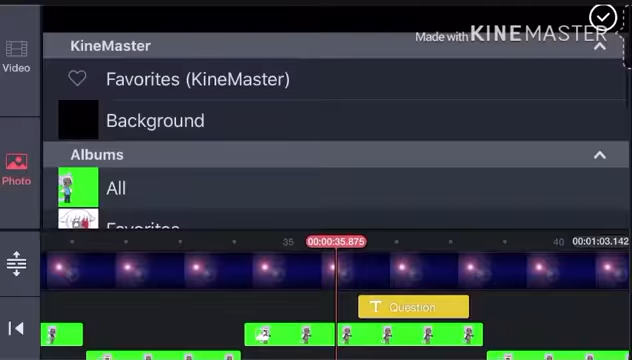 Made with KINEMASTER
KineMaster
Video
Favorites (KineMaster)
Background
Albums
Photo
All
Favorites
35
00:00:35.875
40
00:01:03.142
T Question